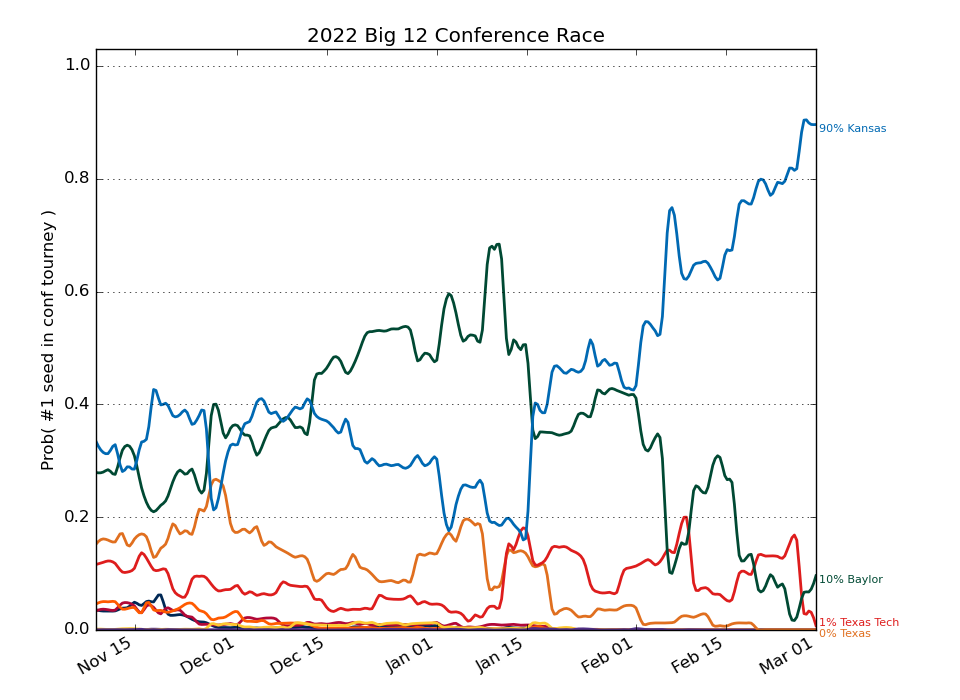 2022 Big 12 Conference Race
Prob( #1 seed in conf tourney )
1.0
0.8
0.6
0.4
0.2
0.0
Nov 15
Dec 01
Dec 15
Jan 01
Jan 15
Feb 01
Feb 15
Mar 01
90% Kansas
10% Baylor
1% Texas Tech
0% Texas